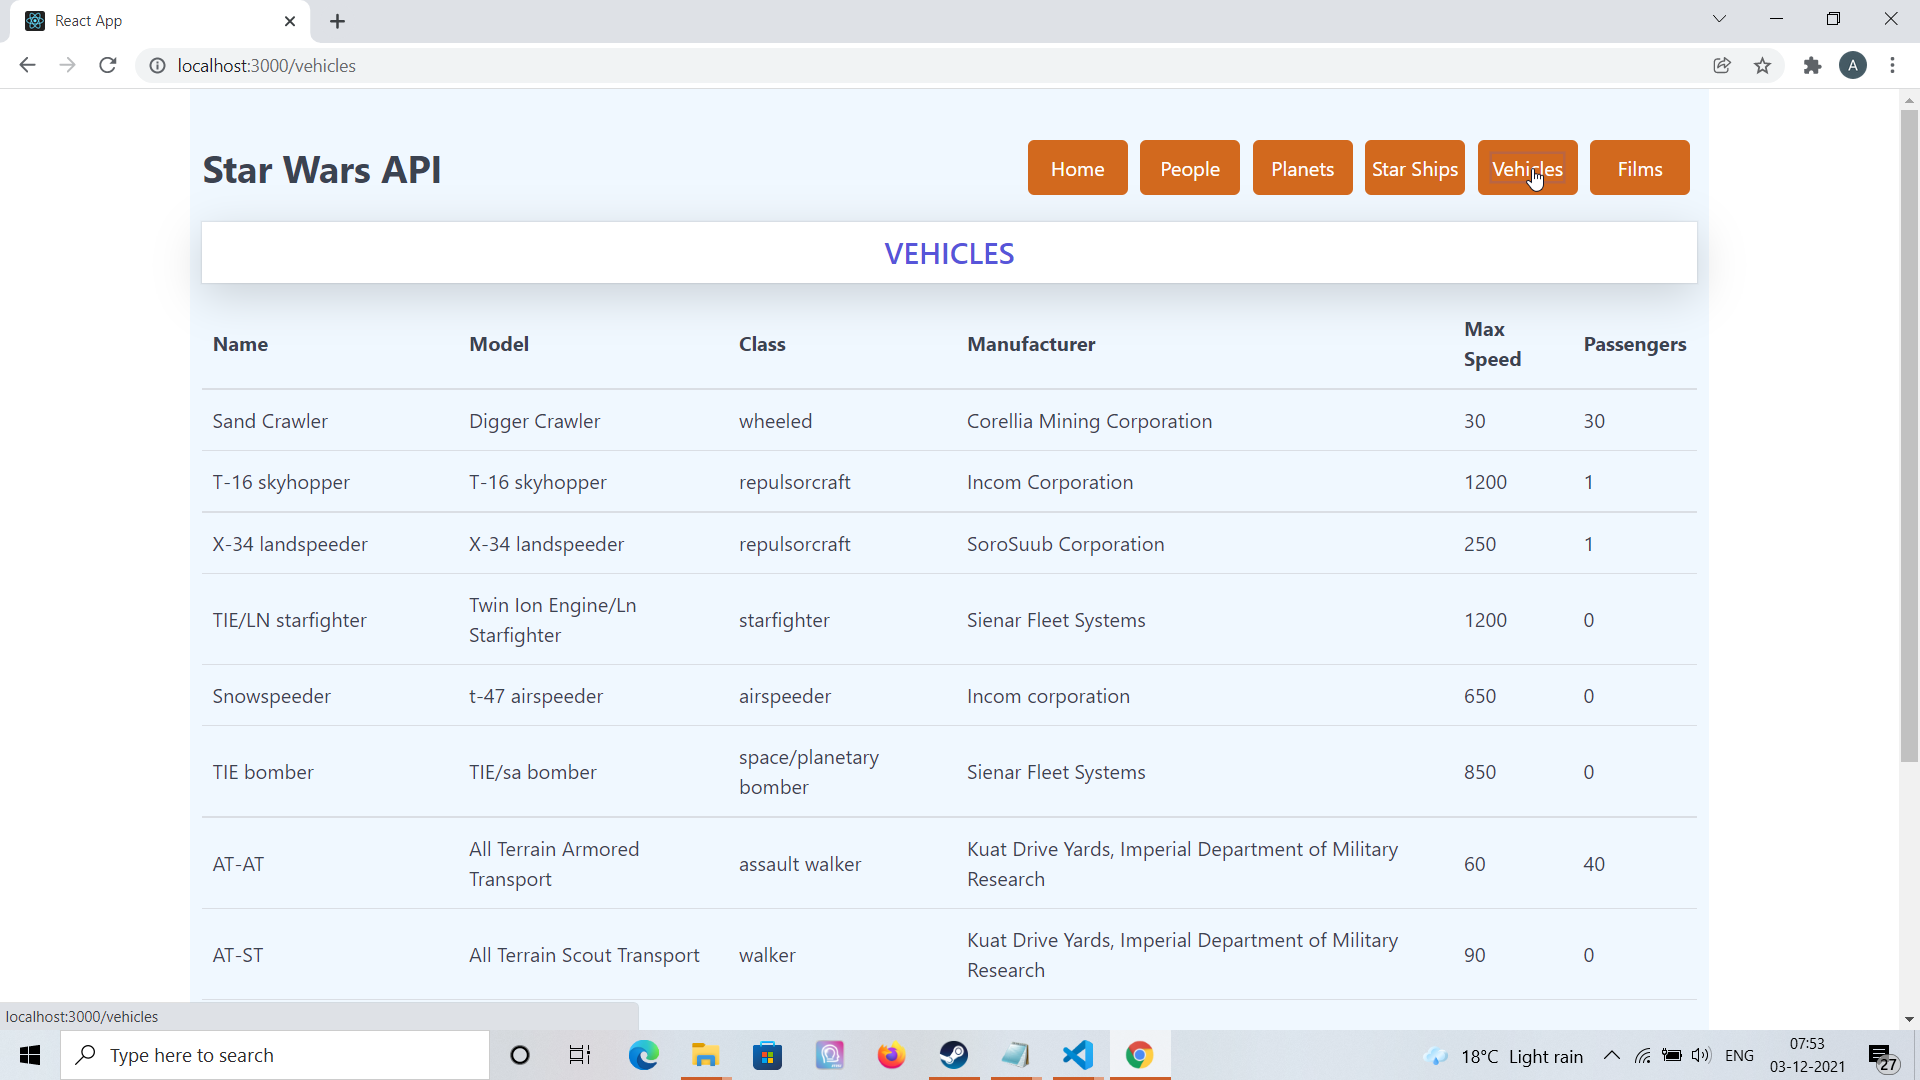 React App
localhost:3000/vehicles
A
Star Wars API
Home People Planets Star Ships Vehicles Films
VEHICLES
Name Model Class Manufacturer Max Speed Passengers
Sand Crawler Digger Crawler wheeled Corellia Mining Corporation 30 30
T-16 skyhopper T-16 skyhopper repulsorcraft Incom Corporation 1200 1
X-34 landspeeder X-34 landspeeder repulsorcraft SoroSuub Corporation 250 1
TIE/LN starfighter Twin Ion Engine/Ln Starfighter starfighter Sienar Fleet Systems 1200 0
Snowspeeder t-47 airspeeder airspeeder Incom corporation 650 0
TIE bomber TIE/sa bomber space/planetary bomber Sienar Fleet Systems 850 0
AT-AT All Terrain Armored Transport assault walker Kuat Drive Yards, Imperial Department of Military Research 60 40
AT-ST All Terrain Scout Transport walker Kuat Drive Yards, Imperial Department of Military Research 90 0
localhost:3000/vehicles
Type here to search
18°C Light rain
ENG
07:53
03-12-2021
27